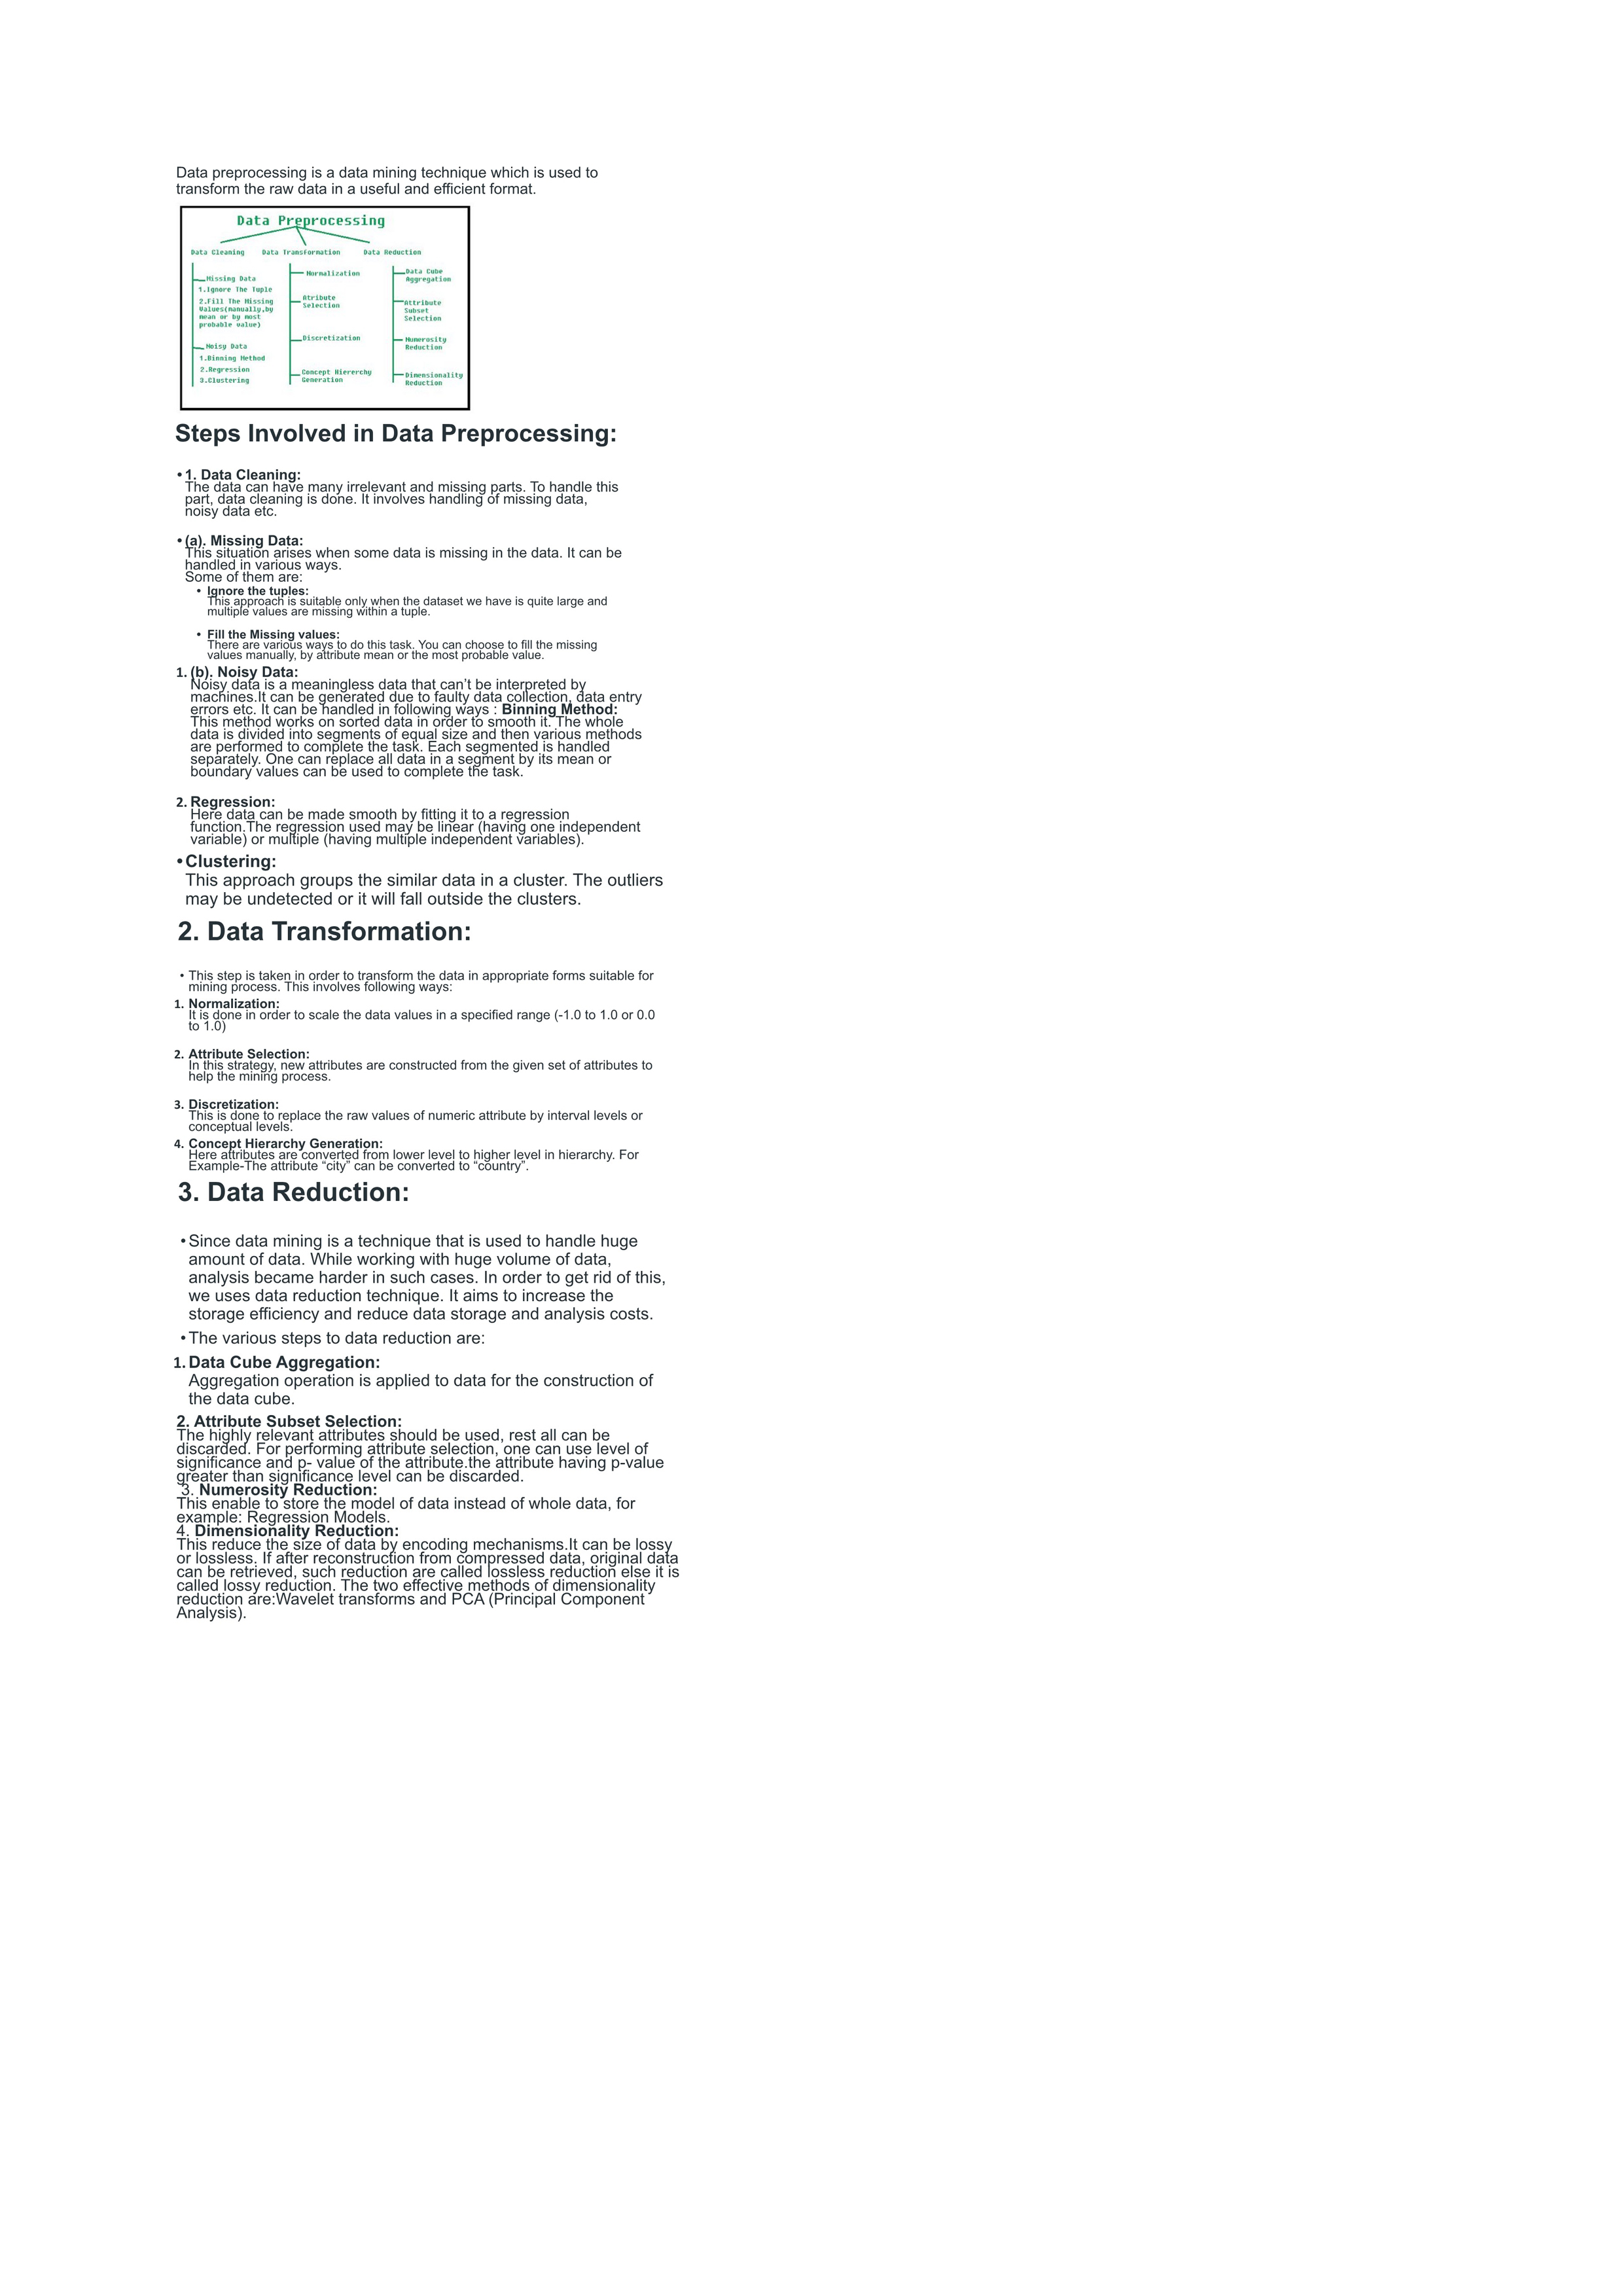 Data preprocessing is a data mining technique which is used to
transform the raw data in a useful and efficient format.
Data Preprocessing
Data Cleaning Data Transformation Data Reduction
Missing Data
1.Ignore The Tuple
2.Fill The Missing
Values(manually,by
mean or by most
probable value)
Noisy Data
1.Binning Method
2.Regression
3.Clustering
Normalization
Atribute
Selection
Discretization
Concept Hiererchy
Generation
Data Cube
Aggregation
Attribute
Subset
Selection
Numerosity
Reduction
Dimensionality
Reduction
Steps Involved in Data Preprocessing:
• 1. Data Cleaning:
The data can have many irrelevant and missing parts. To handle this
part, data cleaning is done. It involves handling of missing data,
noisy data etc.
• (a). Missing Data:
This situation arises when some data is missing in the data. It can be
handled in various ways.
Some of them are:
• Ignore the tuples:
This approach is suitable only when the dataset we have is quite large and
multiple values are missing within a tuple.
• Fill the Missing values:
There are various ways to do this task. You can choose to fill the missing
values manually, by attribute mean or the most probable value.
1. (b). Noisy Data:
Noisy data is a meaningless data that can’t be interpreted by
machines.It can be generated due to faulty data collection, data entry
errors etc. It can be handled in following ways : Binning Method:
This method works on sorted data in order to smooth it. The whole
data is divided into segments of equal size and then various methods
are performed to complete the task. Each segmented is handled
separately. One can replace all data in a segment by its mean or
boundary values can be used to complete the task.
2. Regression:
Here data can be made smooth by fitting it to a regression
function.The regression used may be linear (having one independent
variable) or multiple (having multiple independent variables).
• Clustering:
This approach groups the similar data in a cluster. The outliers
may be undetected or it will fall outside the clusters.
2. Data Transformation:
• This step is taken in order to transform the data in appropriate forms suitable for
mining process. This involves following ways:
1. Normalization:
It is done in order to scale the data values in a specified range (-1.0 to 1.0 or 0.0
to 1.0)
2. Attribute Selection:
In this strategy, new attributes are constructed from the given set of attributes to
help the mining process.
3. Discretization:
This is done to replace the raw values of numeric attribute by interval levels or
conceptual levels.
4. Concept Hierarchy Generation:
Here attributes are converted from lower level to higher level in hierarchy. For
Example-The attribute “city” can be converted to “country”.
3. Data Reduction:
• Since data mining is a technique that is used to handle huge
amount of data. While working with huge volume of data,
analysis became harder in such cases. In order to get rid of this,
we uses data reduction technique. It aims to increase the
storage efficiency and reduce data storage and analysis costs.
• The various steps to data reduction are:
1. Data Cube Aggregation:
Aggregation operation is applied to data for the construction of
the data cube.
2. Attribute Subset Selection:
The highly relevant attributes should be used, rest all can be
discarded. For performing attribute selection, one can use level of
significance and p- value of the attribute.the attribute having p-value
greater than significance level can be discarded.
3. Numerosity Reduction:
This enable to store the model of data instead of whole data, for
example: Regression Models.
4. Dimensionality Reduction:
This reduce the size of data by encoding mechanisms.It can be lossy
or lossless. If after reconstruction from compressed data, original data
can be retrieved, such reduction are called lossless reduction else it is
called lossy reduction. The two effective methods of dimensionality
reduction are:Wavelet transforms and PCA (Principal Component
Analysis).